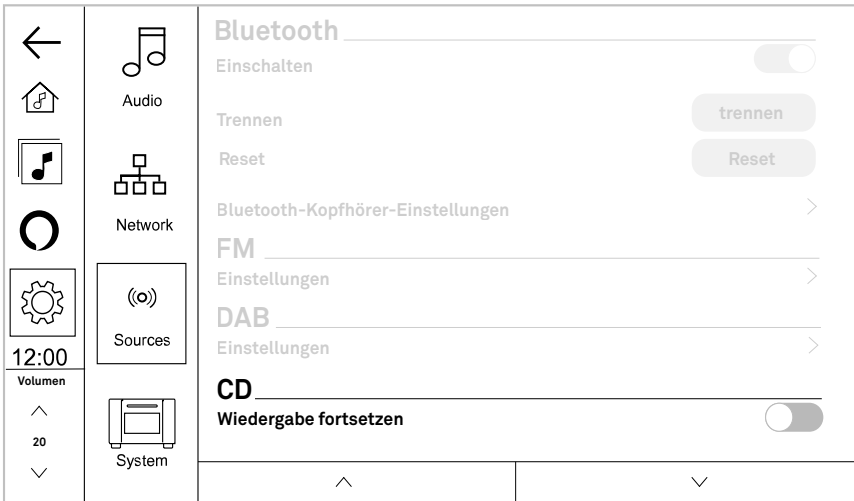 Audio
Network
Sources
System
12:00
Volumen
20
Bluetooth
Einschalten
Trennen
trennen
Reset
Reset
Bluetooth-Kopfhörer-Einstellungen
FM
Einstellungen
DAB
Einstellungen
CD
Wiedergabe fortsetzen